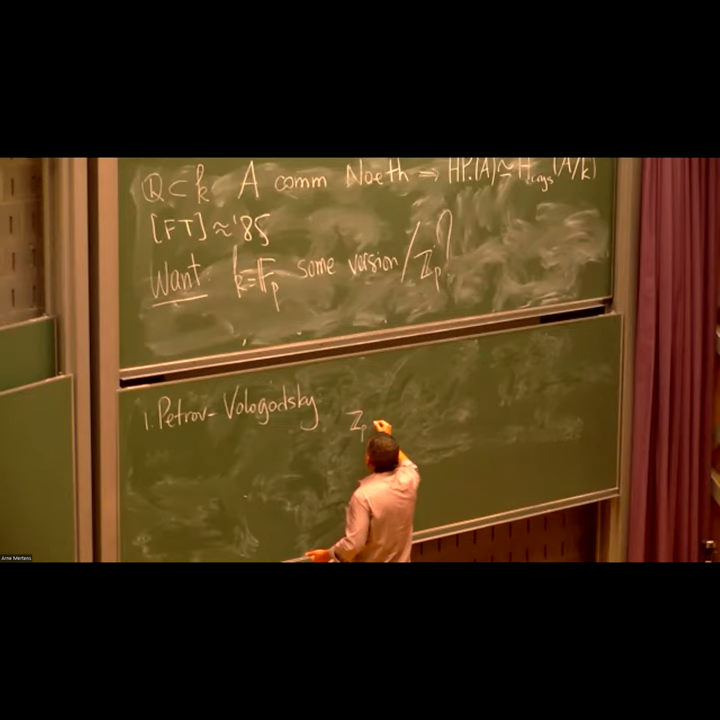 ℚ ⊂ k A comm Noeth ⇒ HP.(A) ≃ H_crys (A/k)
[FT] ≈ '85
Want: k = 𝔽_p some version / ℤ_p?
1. Petrov-Vologodsky ℤ_p
Arne Mertens